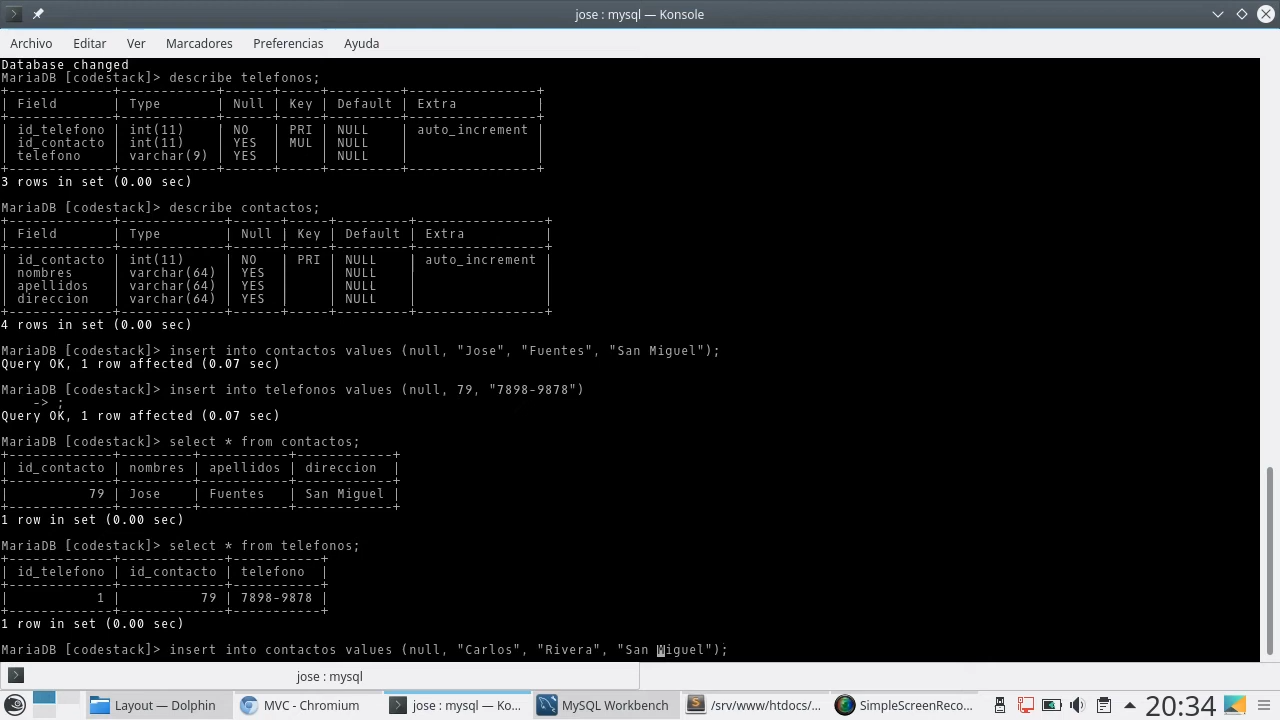 jose : mysql — Konsole
Archivo Editar Ver Marcadores Preferencias Ayuda
Database changed
MariaDB [codestack]> describe telefonos;
+-------------+------------+------+-----+---------+----------------+
| Field       | Type       | Null | Key | Default | Extra          |
+-------------+------------+------+-----+---------+----------------+
| id_telefono | int(11)    | NO   | PRI | NULL    | auto_increment |
| id_contacto | int(11)    | YES  | MUL | NULL    |                |
| telefono    | varchar(9) | YES  |     | NULL    |                |
+-------------+------------+------+-----+---------+----------------+
3 rows in set (0.00 sec)
MariaDB [codestack]> describe contactos;
+-------------+-------------+------+-----+---------+----------------+
| Field       | Type        | Null | Key | Default | Extra          |
+-------------+-------------+------+-----+---------+----------------+
| id_contacto | int(11)     | NO   | PRI | NULL    | auto_increment |
| nombres     | varchar(64) | YES  |     | NULL    |                |
| apellidos   | varchar(64) | YES  |     | NULL    |                |
| direccion   | varchar(64) | YES  |     | NULL    |                |
+-------------+-------------+------+-----+---------+----------------+
4 rows in set (0.00 sec)
MariaDB [codestack]> insert into contactos values (null, "Jose", "Fuentes", "San Miguel");
Query OK, 1 row affected (0.07 sec)
MariaDB [codestack]> insert into telefonos values (null, 79, "7898-9878")
    -> ;
Query OK, 1 row affected (0.07 sec)
MariaDB [codestack]> select * from contactos;
+-------------+---------+-----------+------------+
| id_contacto | nombres | apellidos | direccion  |
+-------------+---------+-----------+------------+
|          79 | Jose    | Fuentes   | San Miguel |
+-------------+---------+-----------+------------+
1 row in set (0.00 sec)
MariaDB [codestack]> select * from telefonos;
+-------------+-------------+-----------+
| id_telefono | id_contacto | telefono  |
+-------------+-------------+-----------+
|           1 |          79 | 7898-9878 |
+-------------+-------------+-----------+
1 row in set (0.00 sec)
MariaDB [codestack]> insert into contactos values (null, "Carlos", "Rivera", "San Miguel");
jose : mysql
Layout — Dolphin MVC - Chromium jose : mysql — Ko... MySQL Workbench /srv/www/htdocs/... SimpleScreenReco... 20:34